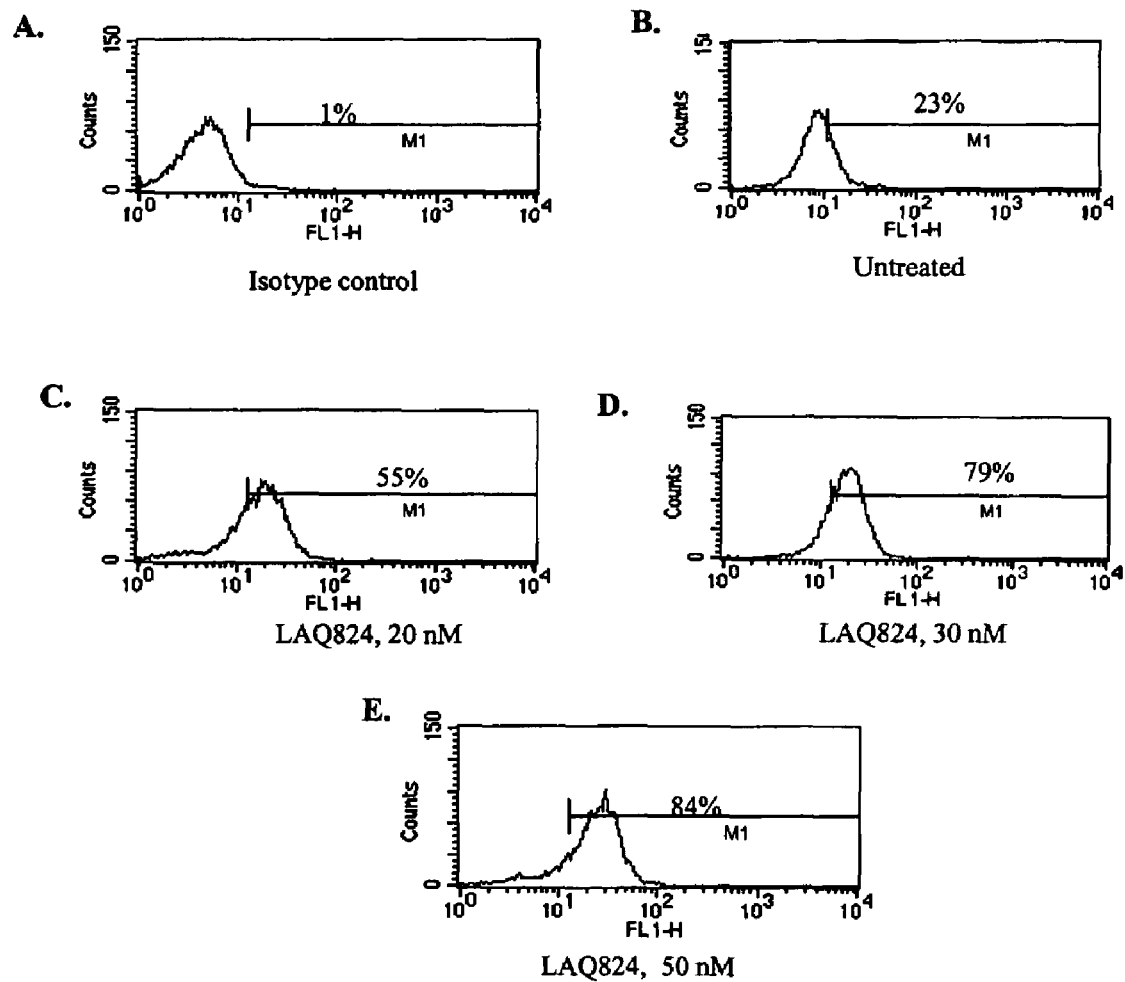 A.
150
Counts
0
1%
M1
10^0 10^1 10^2 10^3 10^4
FL1-H
Isotype control
B.
Counts
0
23%
M1
10^0 10^1 10^2 10^3 10^4
FL1-H
Untreated
C.
150
Counts
0
55%
M1
10^0 10^1 10^2 10^3 10^4
FL1-H
LAQ824, 20 nM
D.
150
Counts
0
79%
M1
10^0 10^1 10^2 10^3 10^4
FL1-H
LAQ824, 30 nM
E.
150
Counts
0
84%
M1
10^0 10^1 10^2 10^3 10^4
FL1-H
LAQ824, 50 nM